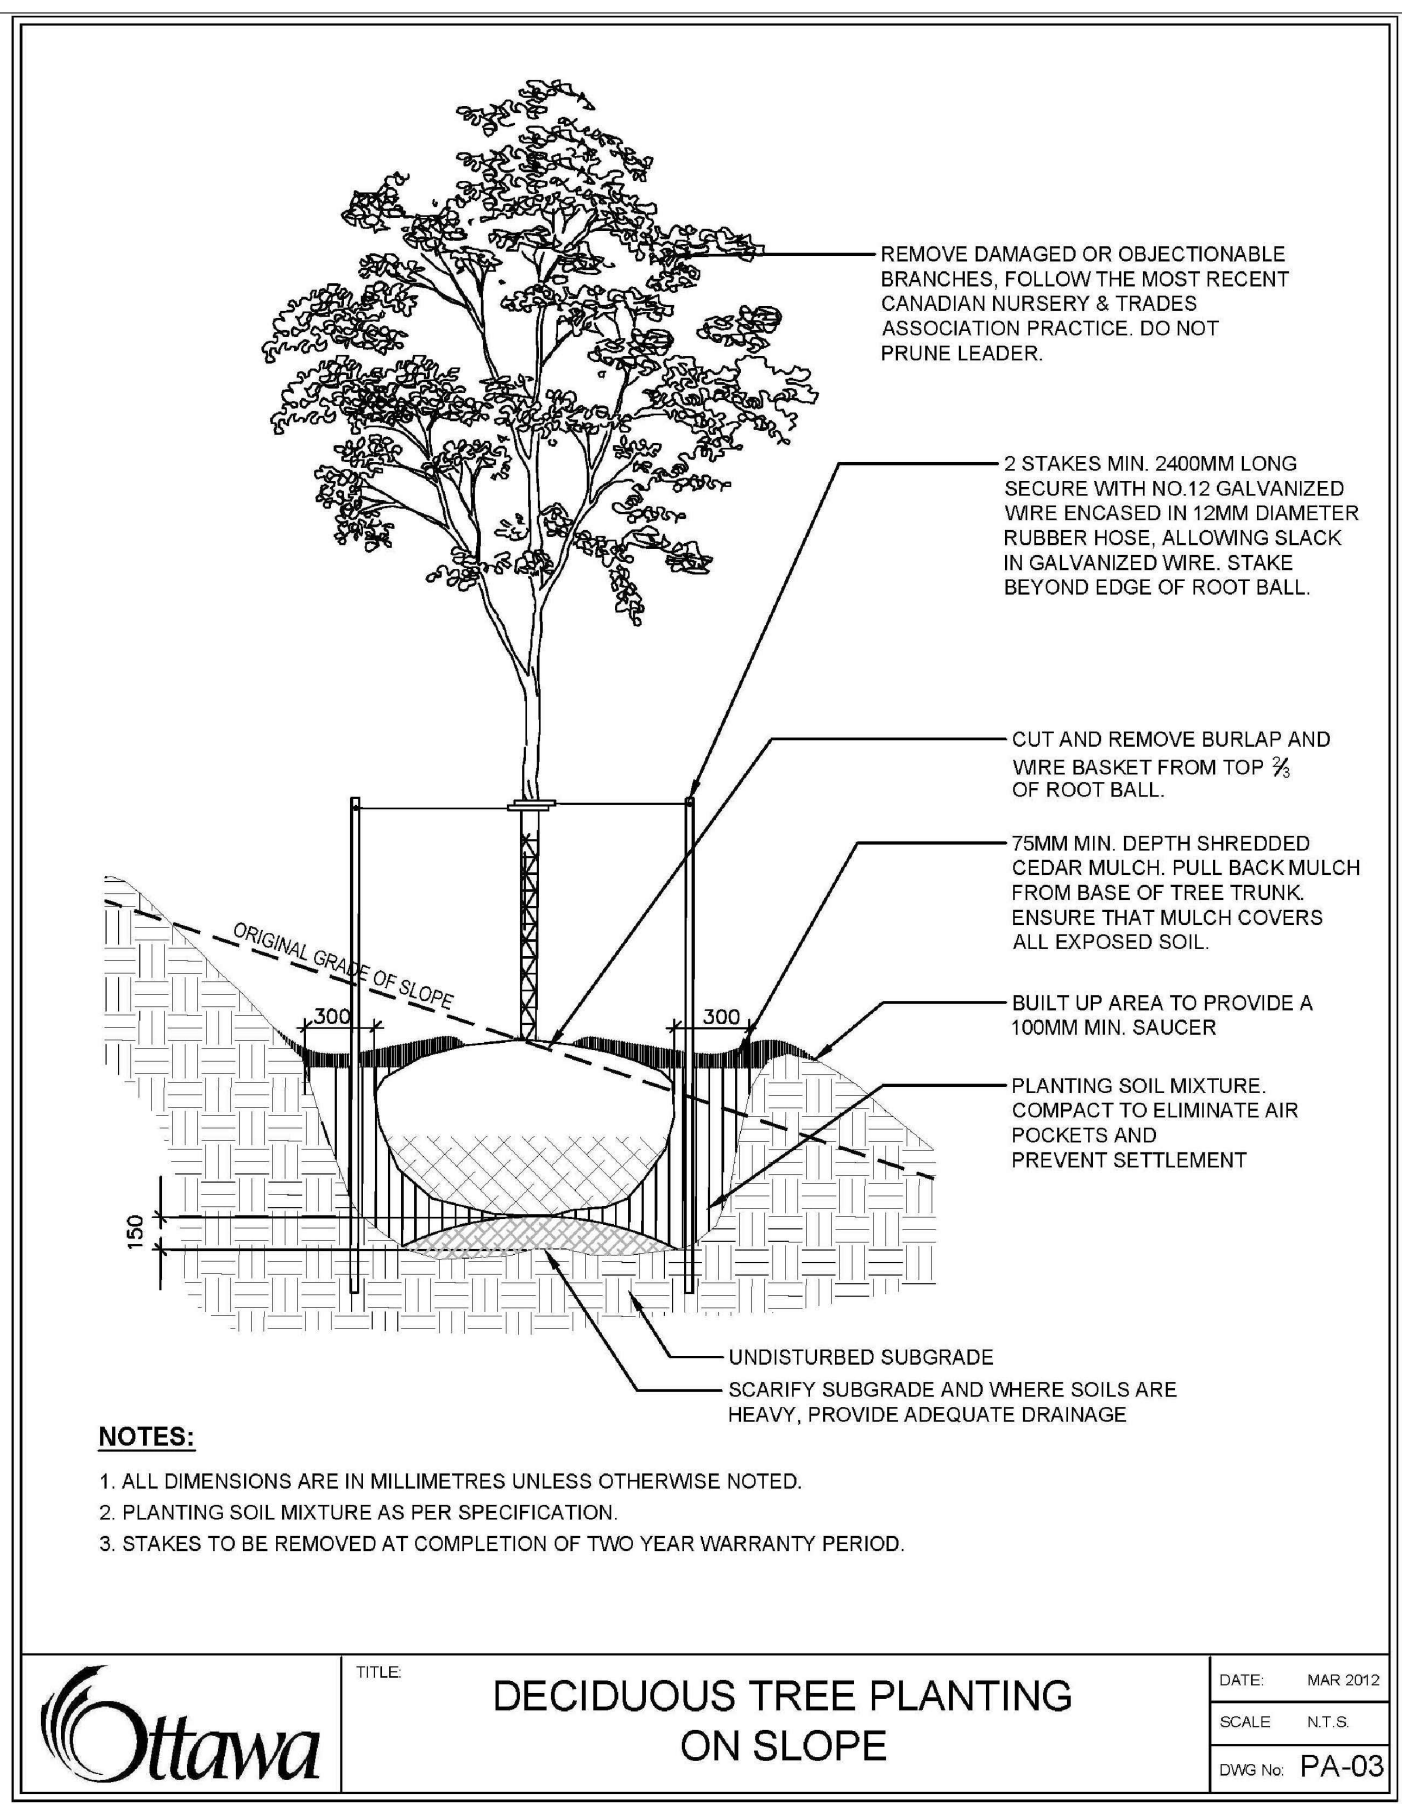 REMOVE DAMAGED OR OBJECTIONABLE
BRANCHES, FOLLOW THE MOST RECENT
CANADIAN NURSERY & TRADES
ASSOCIATION PRACTICE. DO NOT
PRUNE LEADER.
2 STAKES MIN. 2400MM LONG
SECURE WITH NO.12 GALVANIZED
WIRE ENCASED IN 12MM DIAMETER
RUBBER HOSE, ALLOWING SLACK
IN GALVANIZED WIRE. STAKE
BEYOND EDGE OF ROOT BALL.
CUT AND REMOVE BURLAP AND
WIRE BASKET FROM TOP ⅔
OF ROOT BALL.
75MM MIN. DEPTH SHREDDED
CEDAR MULCH. PULL BACK MULCH
FROM BASE OF TREE TRUNK.
ENSURE THAT MULCH COVERS
ALL EXPOSED SOIL.
ORIGINAL GRADE OF SLOPE
300
300
BUILT UP AREA TO PROVIDE A
100MM MIN. SAUCER
PLANTING SOIL MIXTURE.
COMPACT TO ELIMINATE AIR
POCKETS AND
PREVENT SETTLEMENT
150
UNDISTURBED SUBGRADE
SCARIFY SUBGRADE AND WHERE SOILS ARE
HEAVY, PROVIDE ADEQUATE DRAINAGE
NOTES:
1. ALL DIMENSIONS ARE IN MILLIMETRES UNLESS OTHERWISE NOTED.
2. PLANTING SOIL MIXTURE AS PER SPECIFICATION.
3. STAKES TO BE REMOVED AT COMPLETION OF TWO YEAR WARRANTY PERIOD.
Ottawa
TITLE:
DECIDUOUS TREE PLANTING
ON SLOPE
DATE: MAR 2012
SCALE N.T.S.
DWG No: PA-03